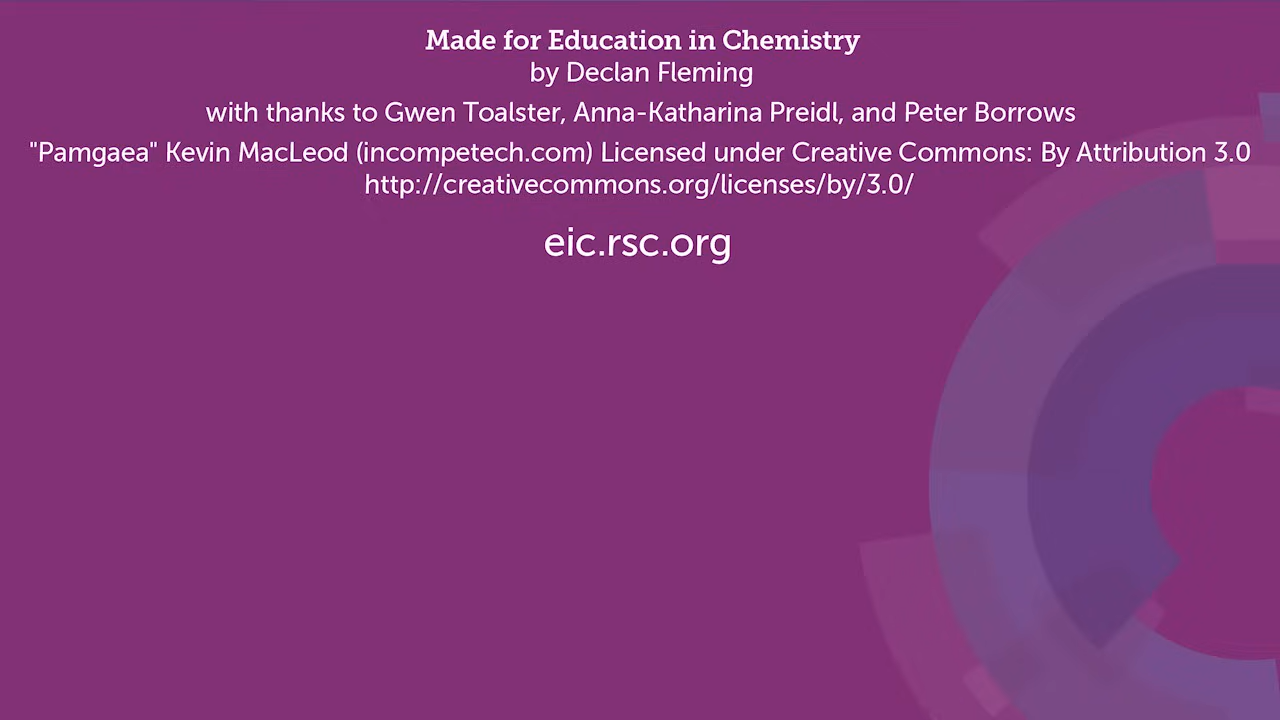 Made for Education in Chemistry
by Declan Fleming
with thanks to Gwen Toalster, Anna-Katharina Preidl, and Peter Borrows
"Pamgaea" Kevin MacLeod (incompetech.com) Licensed under Creative Commons: By Attribution 3.0
http://creativecommons.org/licenses/by/3.0/
eic.rsc.org